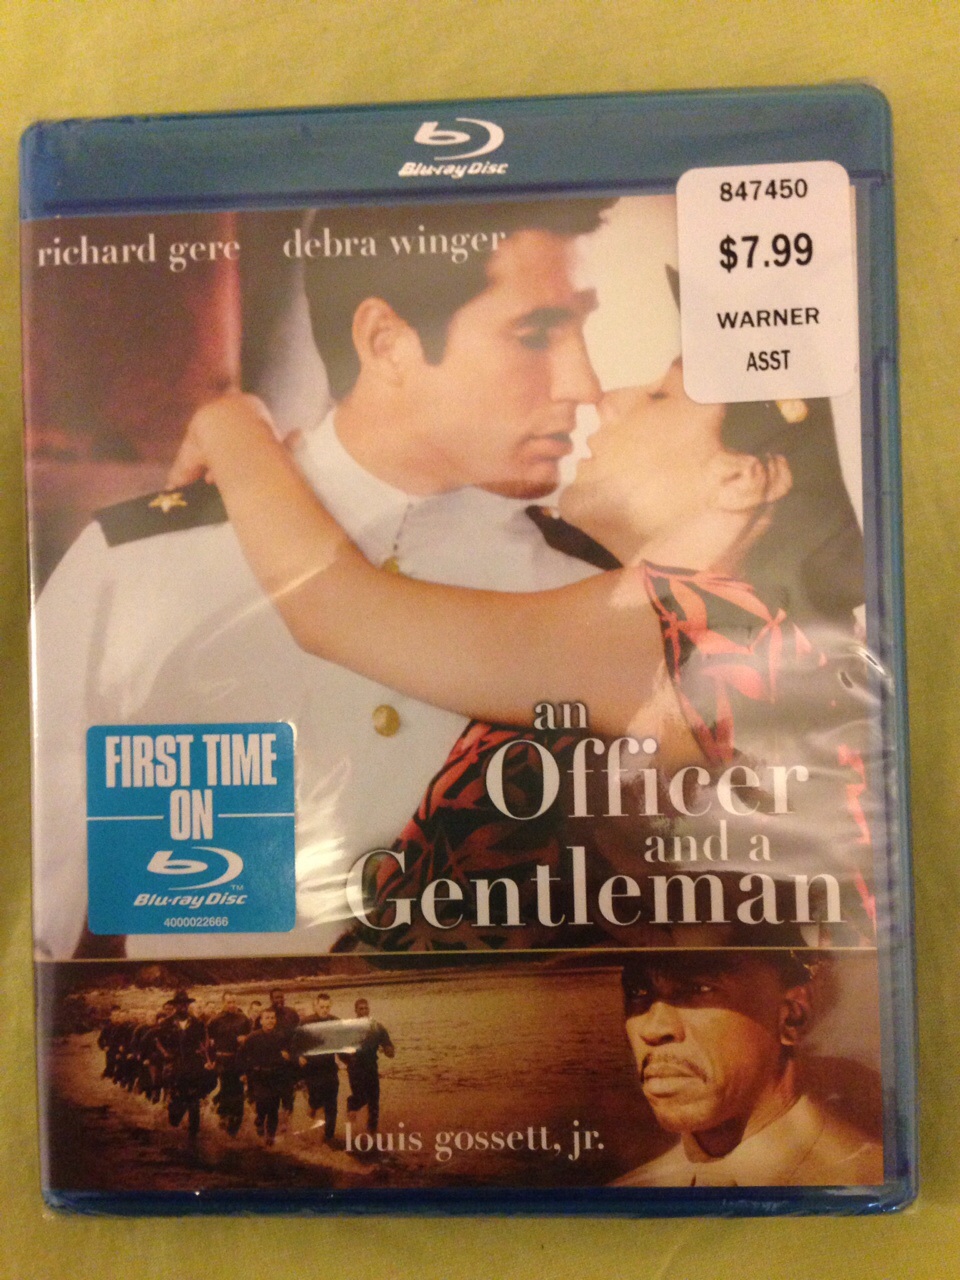 Blu-ray Disc
847450
$7.99
WARNER
ASST
richard gere debra winger
an
Officer
and a
Gentleman
FIRST TIME
ON
Blu-ray Disc™
4000022666
louis gossett, jr.